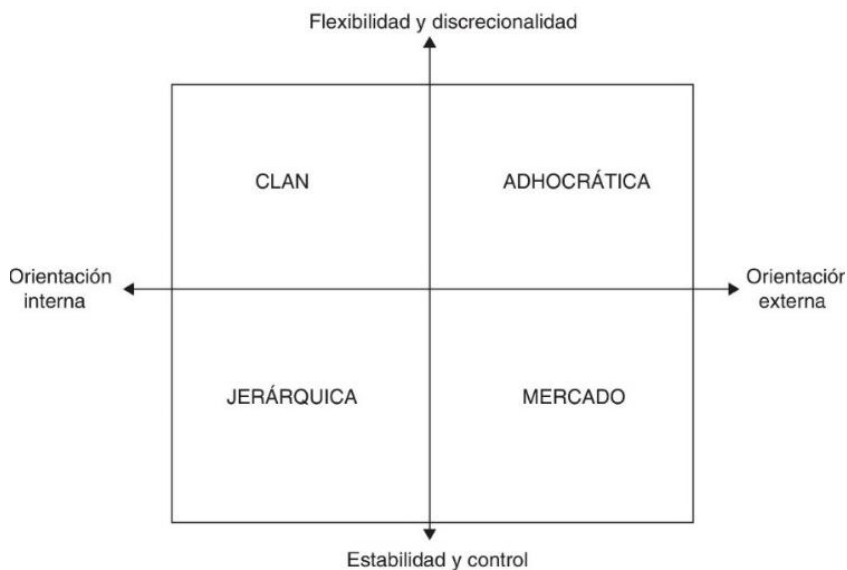 Flexibilidad y discrecionalidad
CLAN
ADHOCRÁTICA
Orientación
interna
Orientación
externa
JERÁRQUICA
MERCADO
Estabilidad y control